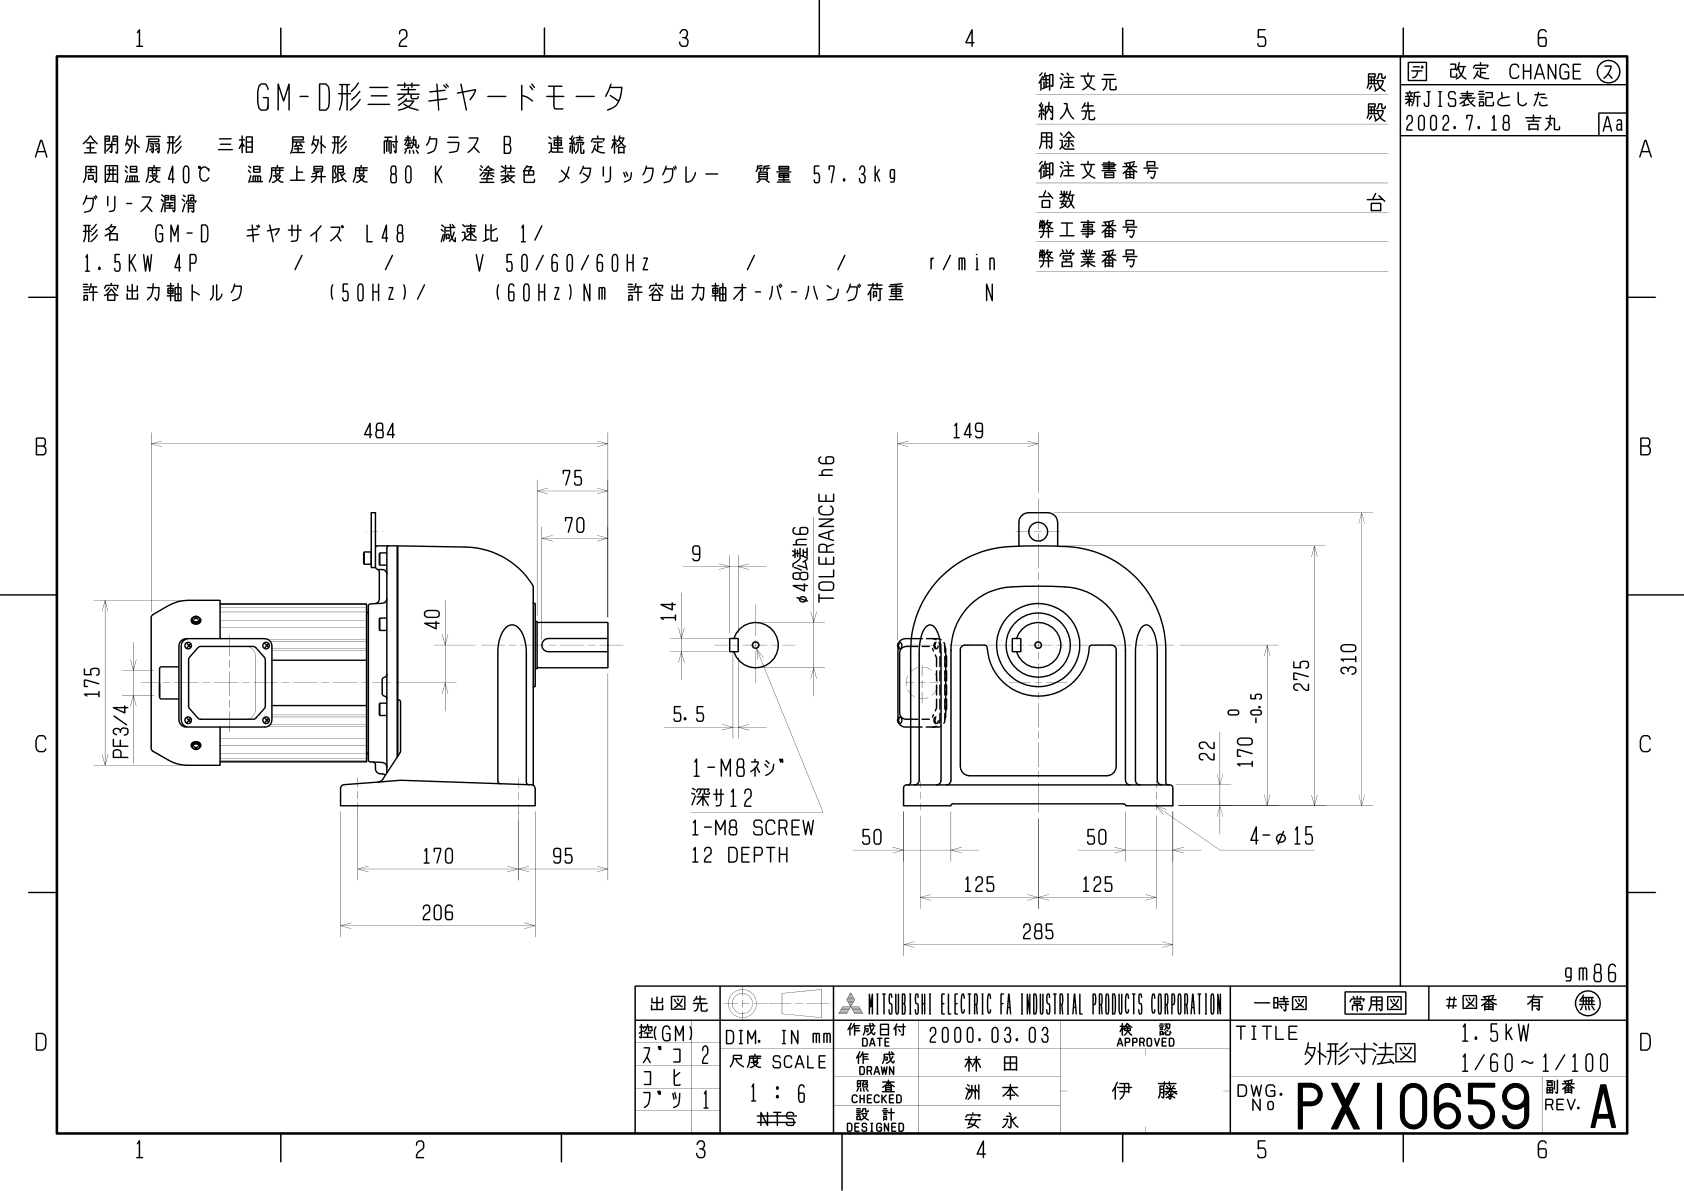 1 2 3 4 5 6
GM-D形三菱ギヤードモータ
全閉外扇形 三相 屋外形 耐熱クラス B 連続定格
周囲温度40℃ 温度上昇限度 80 K 塗装色 メタリックグレー 質量 57.3kg
グリ-ス潤滑
形名 GM-D ギヤサイズ L48 減速比 1/
1.5KW 4P / / V 50/60/60Hz / / r/min
許容出力軸トルク (50Hz)/ (60Hz)Nm 許容出力軸オ-バ-ハング荷重 N
御注文元 殿
納入先 殿
用途
御注文書番号
台数 台
弊工事番号
弊営業番号
デ 改定 CHANGE ス
新JIS表記とした
2002.7.18 吉丸 Aa
A A
B B
C C
D D
484
75
70
40
175
PF3/4
170 95
206
9
14
5.5
φ48公差h6
TOLERANCE h6
1-M8ネジ
深サ12
1-M8 SCREW
12 DEPTH
149
310
275
170 0 -0.5
22
50 50
4-φ15
125 125
285
gm86
出図先
控(GM)
ズコ 2
コヒ
ブツ 1
DIM. IN mm
尺度 SCALE
1 : 6
NTS
MITSUBISHI ELECTRIC FA INDUSTRIAL PRODUCTS CORPORATION
作成日付 DATE 2000.03.03
作成 DRAWN 林田
照査 CHECKED 洲本
設計 DESIGNED 安永
検認 APPROVED
伊藤
一時図 常用図 #図番 有 無
TITLE 1.5kW
外形寸法図 1/60~1/100
DWG. No PX10659 副番 REV. A
1 2 3 4 5 6